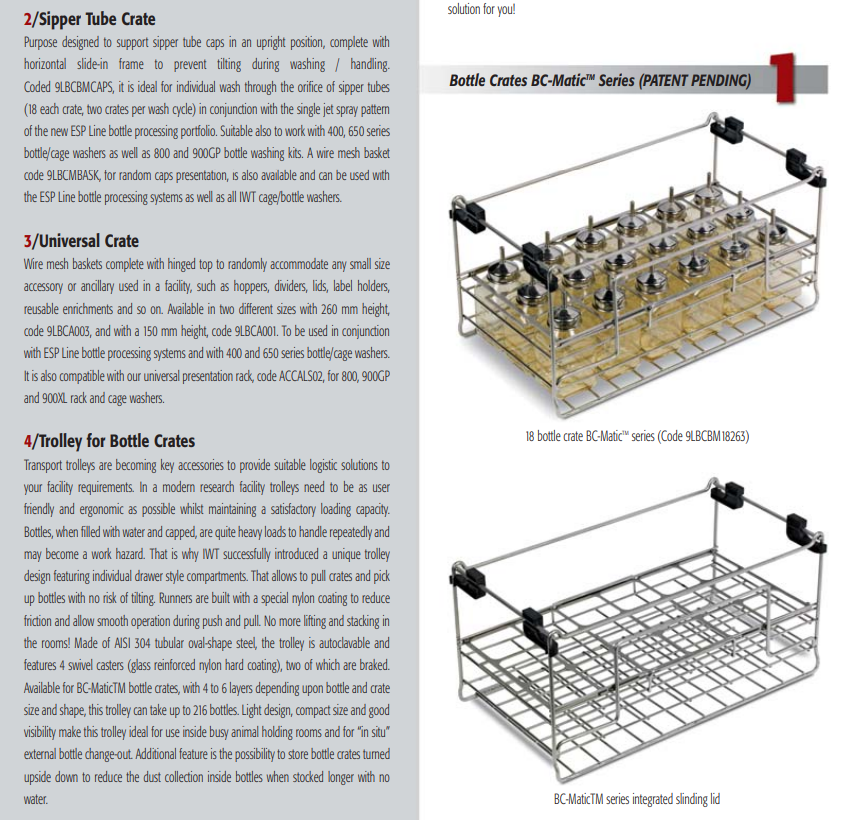 2/Sipper Tube Crate
Purpose designed to support sipper tube caps in an upright position, complete with
horizontal slide-in frame to prevent tilting during washing / handling.
Coded 9LBCBMCAPS, it is ideal for individual wash through the orifice of sipper tubes
(18 each crate, two crates per wash cycle) in conjunction with the single jet spray pattern
of the new ESP Line bottle processing portfolio. Suitable also to work with 400, 650 series
bottle/cage washers as well as 800 and 900GP bottle washing kits. A wire mesh basket
code 9LBCMBASK, for random caps presentation, is also available and can be used with
the ESP Line bottle processing systems as well as all IWT cage/bottle washers.
3/Universal Crate
Wire mesh baskets complete with hinged top to randomly accommodate any small size
accessory or ancillary used in a facility, such as hoppers, dividers, lids, label holders,
reusable enrichments and so on. Available in two different sizes with 260 mm height,
code 9LBCA003, and with a 150 mm height, code 9LBCA001. To be used in conjunction
with ESP Line bottle processing systems and with 400 and 650 series bottle/cage washers.
It is also compatible with our universal presentation rack, code ACCALS02, for 800, 900GP
and 900XL rack and cage washers.
4/Trolley for Bottle Crates
Transport trolleys are becoming key accessories to provide suitable logistic solutions to
your facility requirements. In a modern research facility trolleys need to be as user
friendly and ergonomic as possible whilst maintaining a satisfactory loading capacity.
Bottles, when filled with water and capped, are quite heavy loads to handle repeatedly and
may become a work hazard. That is why IWT successfully introduced a unique trolley
design featuring individual drawer style compartments. That allows to pull crates and pick
up bottles with no risk of tilting. Runners are built with a special nylon coating to reduce
friction and allow smooth operation during push and pull. No more lifting and stacking in
the rooms! Made of AISI 304 tubular oval-shape steel, the trolley is autoclavable and
features 4 swivel casters (glass reinforced nylon hard coating), two of which are braked.
Available for BC-MaticTM bottle crates, with 4 to 6 layers depending upon bottle and crate
size and shape, this trolley can take up to 216 bottles. Light design, compact size and good
visibility make this trolley ideal for use inside busy animal holding rooms and for “in situ”
external bottle change-out. Additional feature is the possibility to store bottle crates turned
upside down to reduce the dust collection inside bottles when stocked longer with no
water.
solution for you!
Bottle Crates BC-Matic™ Series (PATENT PENDING)
1
18 bottle crate BC-Matic™ series (Code 9LBCBM18263)
BC-MaticTM series integrated slinding lid